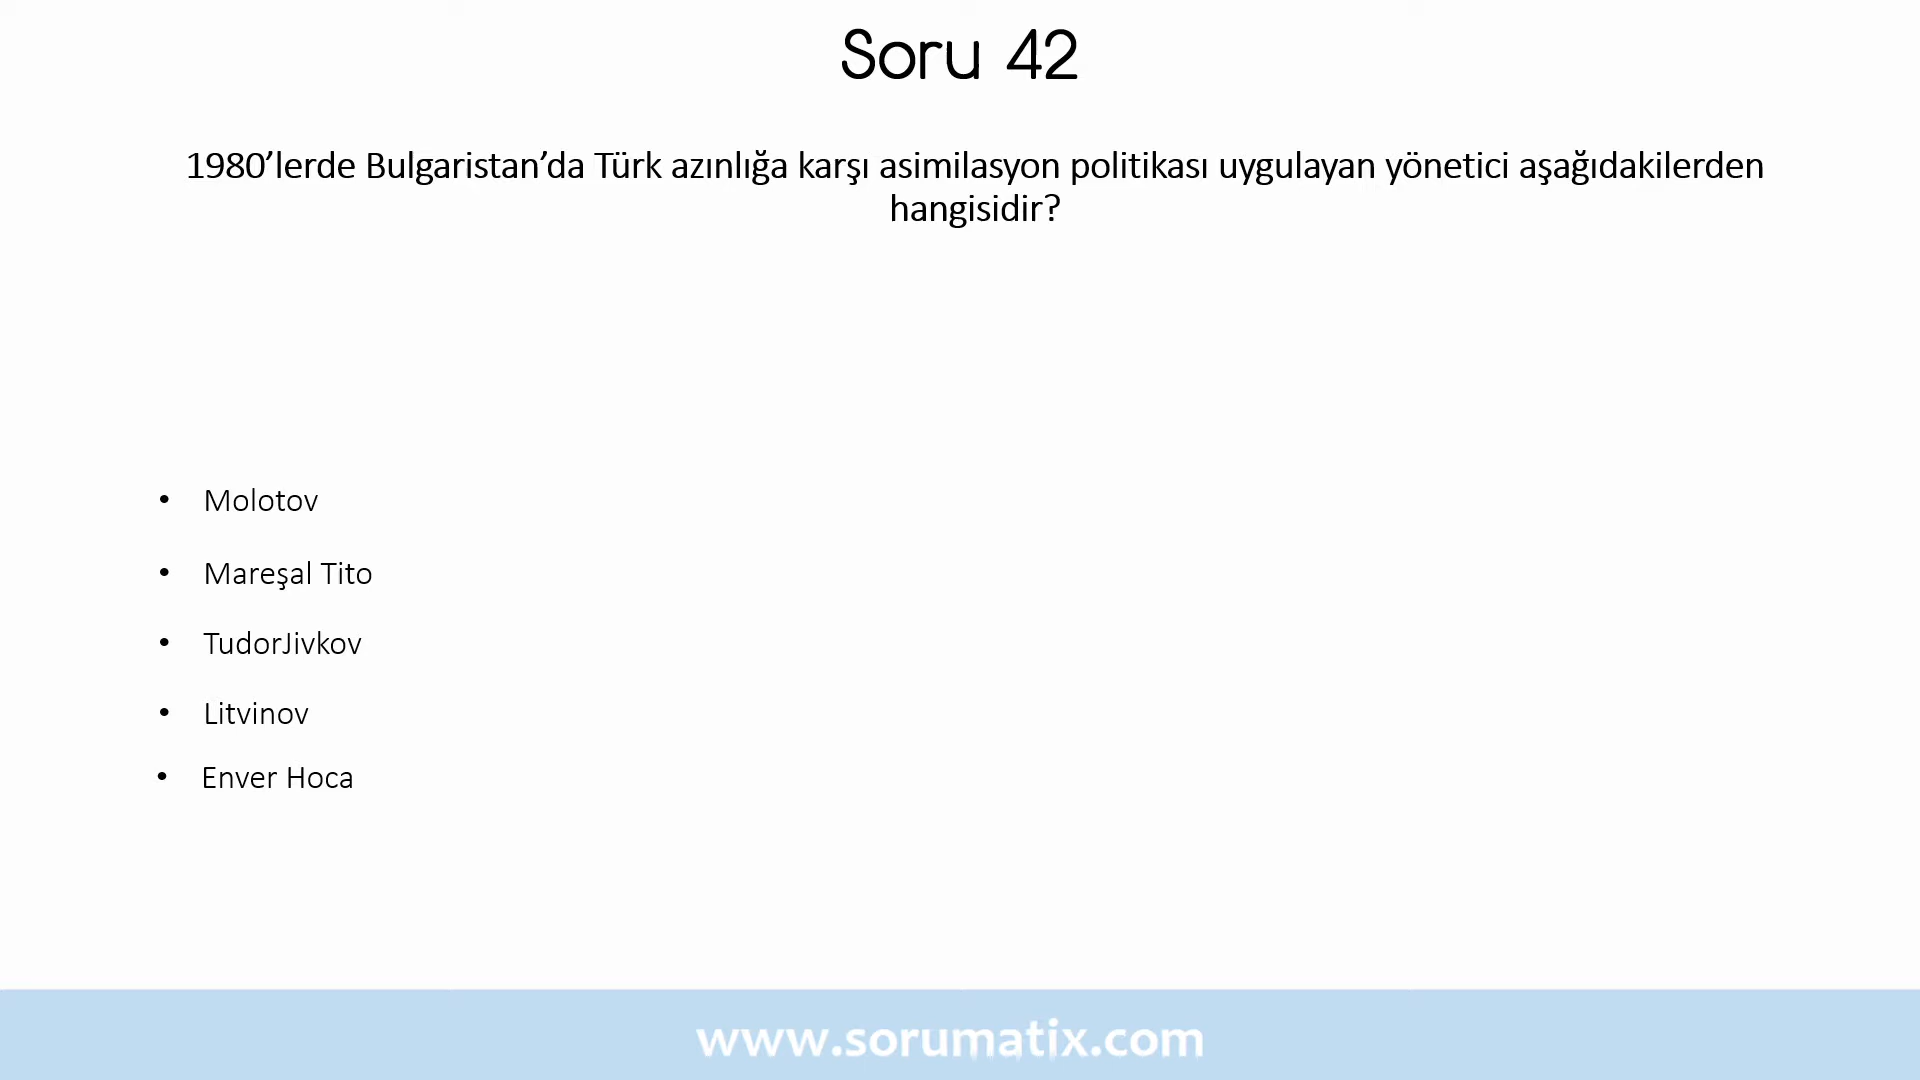 Soru 42
1980’lerde Bulgaristan’da Türk azınlığa karşı asimilasyon politikası uygulayan yönetici aşağıdakilerden
hangisidir?
• Molotov
• Mareşal Tito
• TudorJivkov
• Litvinov
• Enver Hoca
www.sorumatix.com